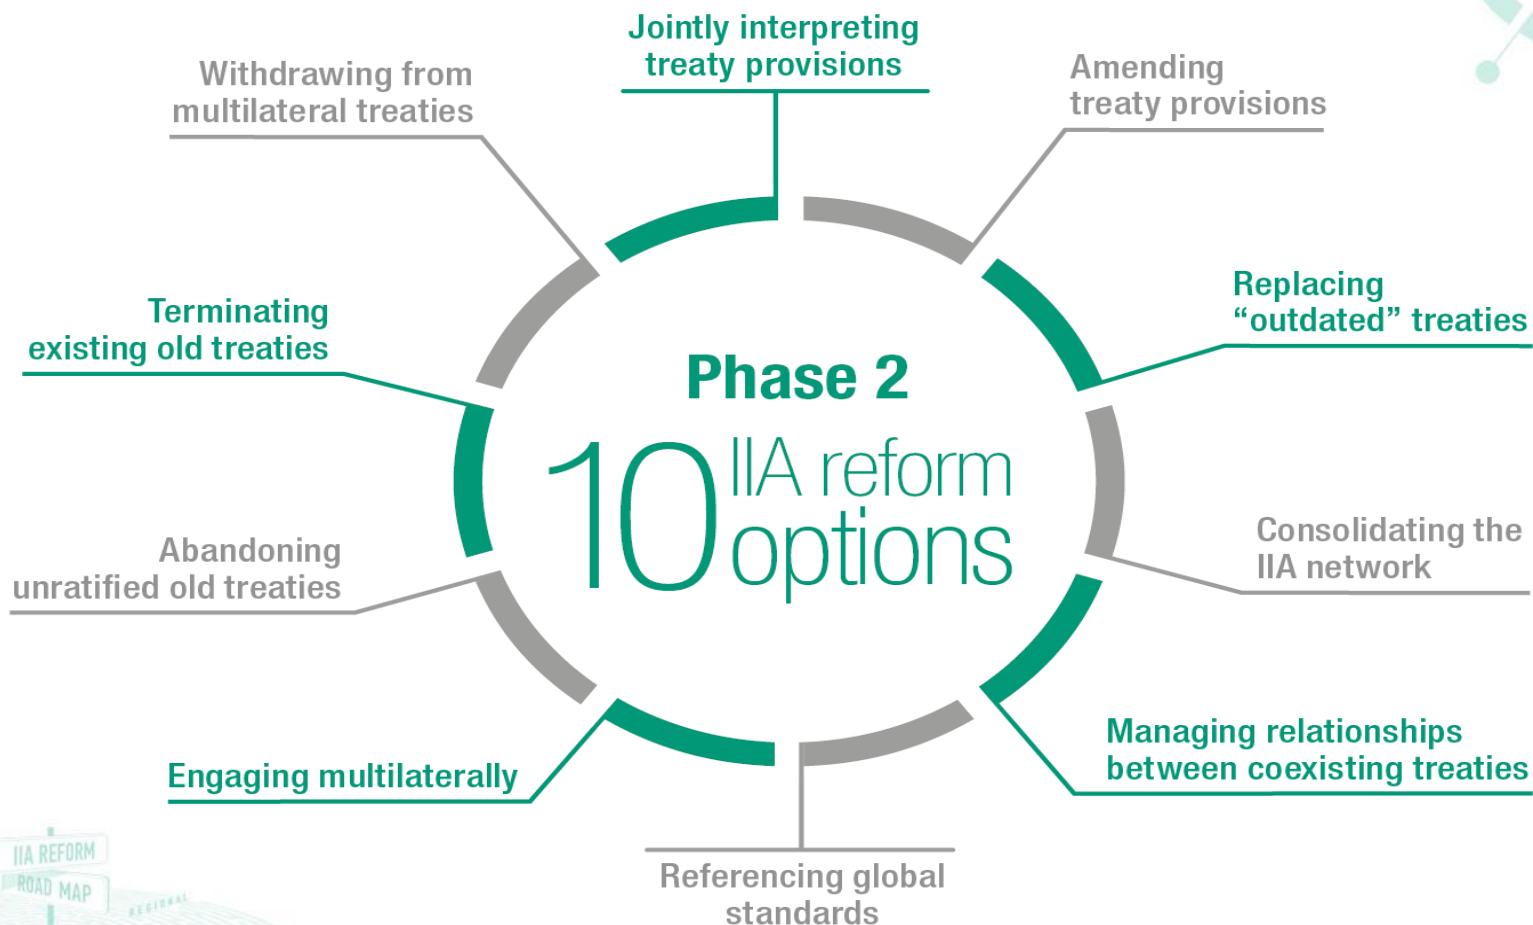 Jointly interpreting
treaty provisions
Amending
treaty provisions
Replacing
“outdated” treaties
Consolidating the
IIA network
Managing relationships
between coexisting treaties
Referencing global
standards
Engaging multilaterally
Abandoning
unratified old treaties
Terminating
existing old treaties
Withdrawing from
multilateral treaties
Phase 2
10 IIA reform
options
IIA REFORM
ROAD MAP
REGIONAL